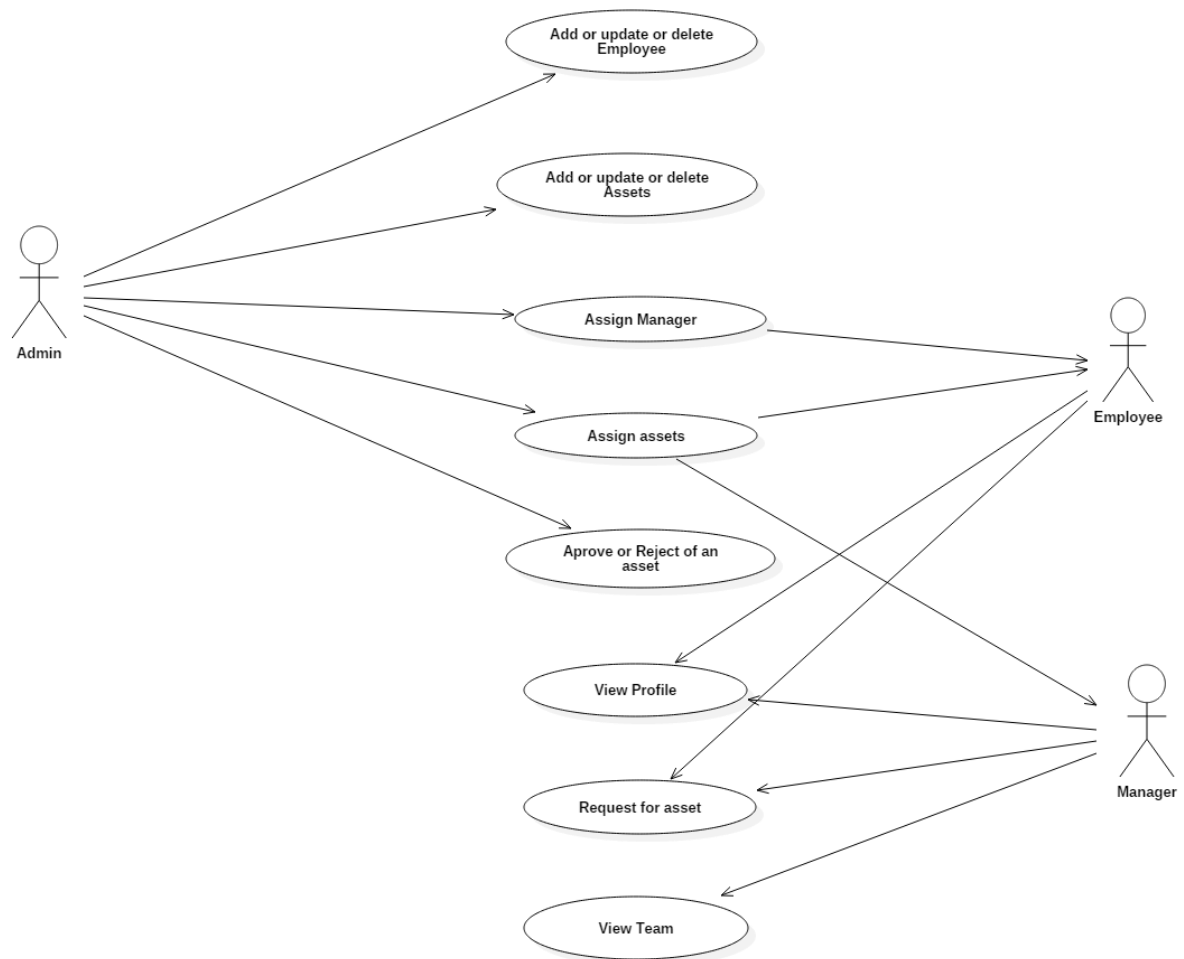 Add or update or delete
Employee
Add or update or delete
Assets
Admin
Assign Manager
Employee
Assign assets
Aprove or Reject of an
asset
View Profile
Manager
Request for asset
View Team